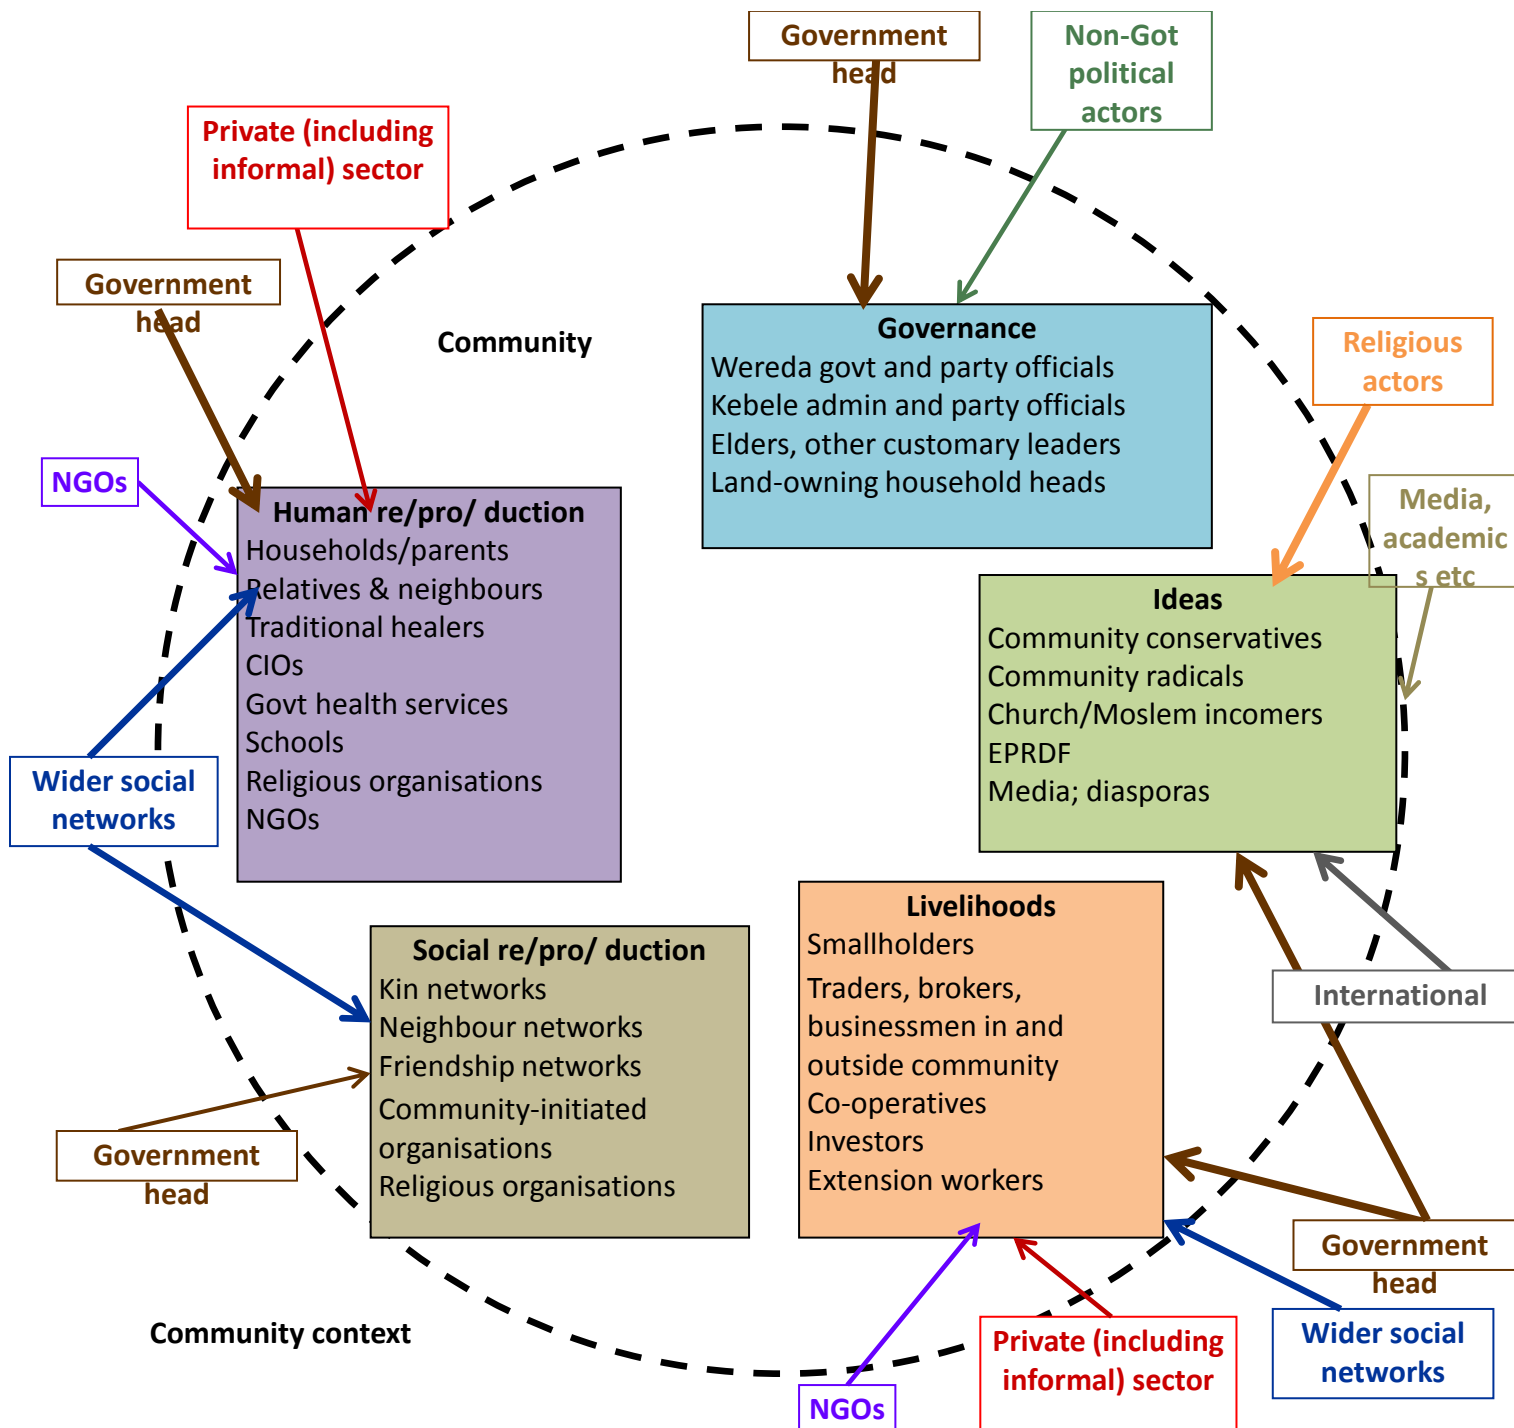 Government
head
Non-Got
political
actors
Private (including
informal) sector
Government
head
Community
Governance
Wereda govt and party officials
Kebele admin and party officials
Elders, other customary leaders
Land-owning household heads
Religious
actors
NGOs
Media,
academic
s etc
Human re/pro/ duction
Households/parents
Relatives & neighbours
Traditional healers
CIOs
Govt health services
Schools
Religious organisations
NGOs
Ideas
Community conservatives
Community radicals
Church/Moslem incomers
EPRDF
Media; diasporas
Wider social
networks
Livelihoods
Smallholders
Traders, brokers,
businessmen in and
outside community
Co-operatives
Investors
Extension workers
Social re/pro/ duction
Kin networks
Neighbour networks
Friendship networks
Community-initiated
organisations
Religious organisations
International
Government
head
Government
head
Community context
Private (including
informal) sector
Wider social
networks
NGOs